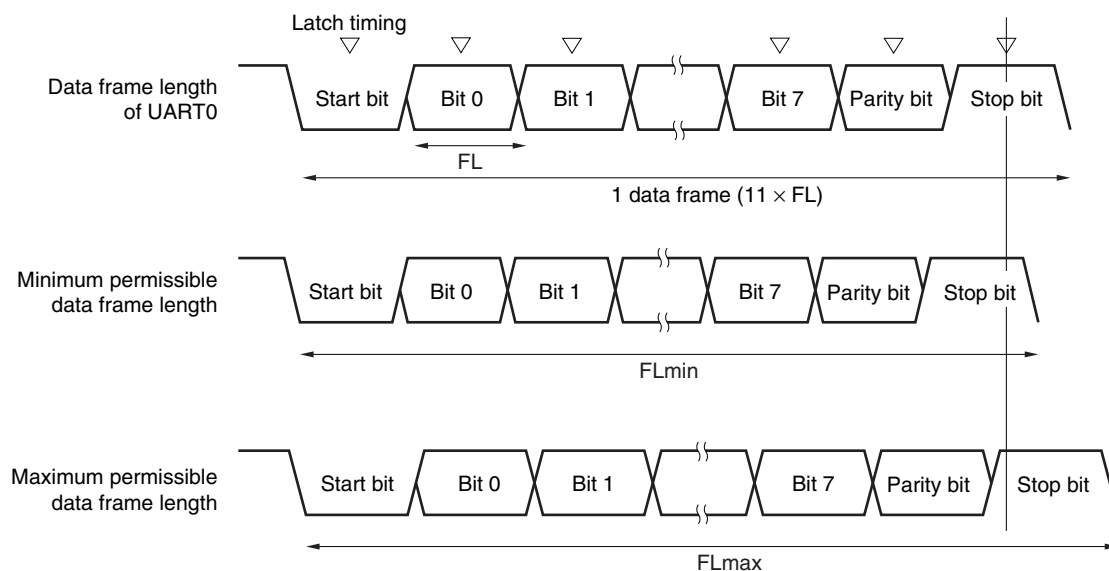 Latch timing
Data frame length
of UART0
Start bit
Bit 0
Bit 1
Bit 7
Parity bit
Stop bit
FL
1 data frame (11 × FL)
Minimum permissible
data frame length
Start bit
Bit 0
Bit 1
Bit 7
Parity bit
Stop bit
FLmin
Maximum permissible
data frame length
Start bit
Bit 0
Bit 1
Bit 7
Parity bit
Stop bit
FLmax